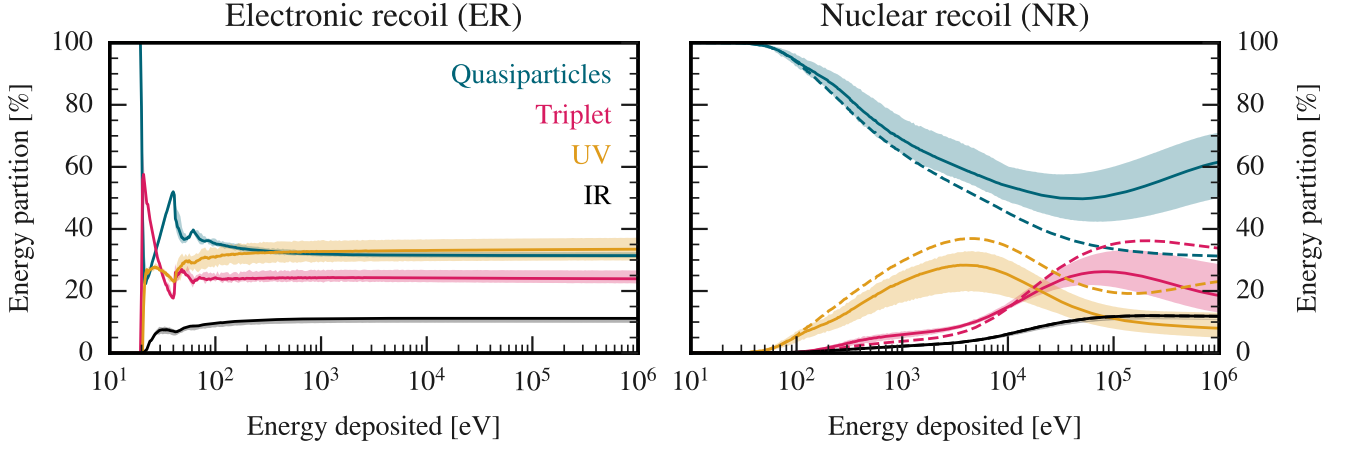 Electronic recoil (ER)
Nuclear recoil (NR)
Energy partition [%]
100
80
60
40
20
0
Quasiparticles
Triplet
UV
IR
10¹ 10² 10³ 10⁴ 10⁵ 10⁶
Energy deposited [eV]
10¹ 10² 10³ 10⁴ 10⁵ 10⁶
Energy deposited [eV]
100
80
60
40
20
0
Energy partition [%]